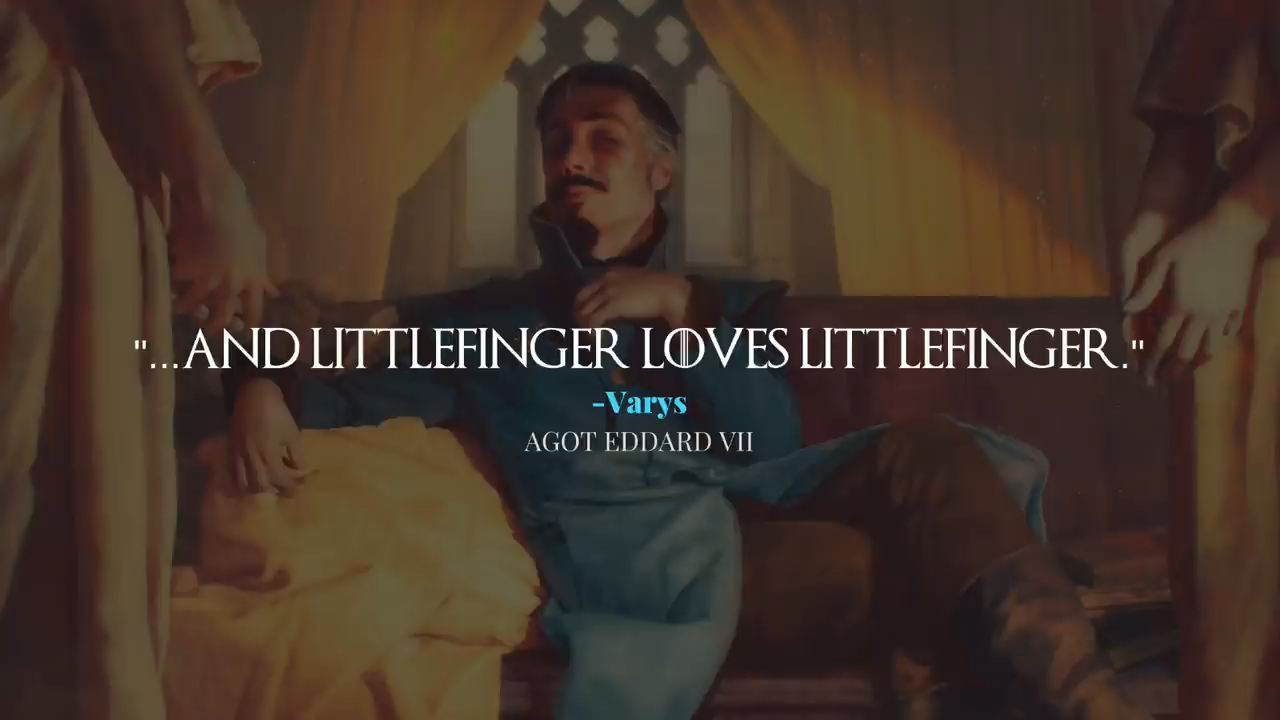 "...AND LITTLEFINGER LOVES LITTLEFINGER."
-Varys
AGOT EDDARD VII